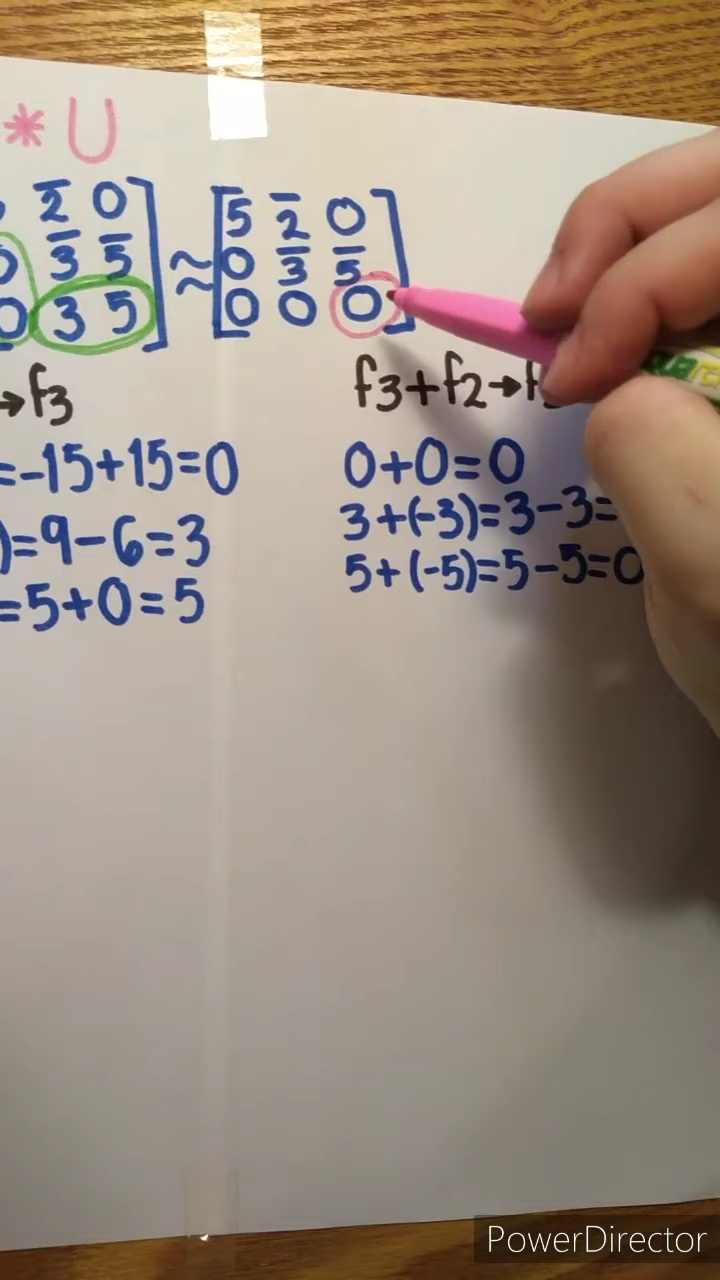 * U
2̅ 0
5 2̅ 0
0 3̅ 5̅
0 3̅ 5̅
0 3 5
≈
0 0 0
→f3
f3+f2→f
=-15+15=0
0+0=0
)=9-6=3
3+(-3)=3-3=
=5+0=5
5+(-5)=5-5=0
PowerDirector